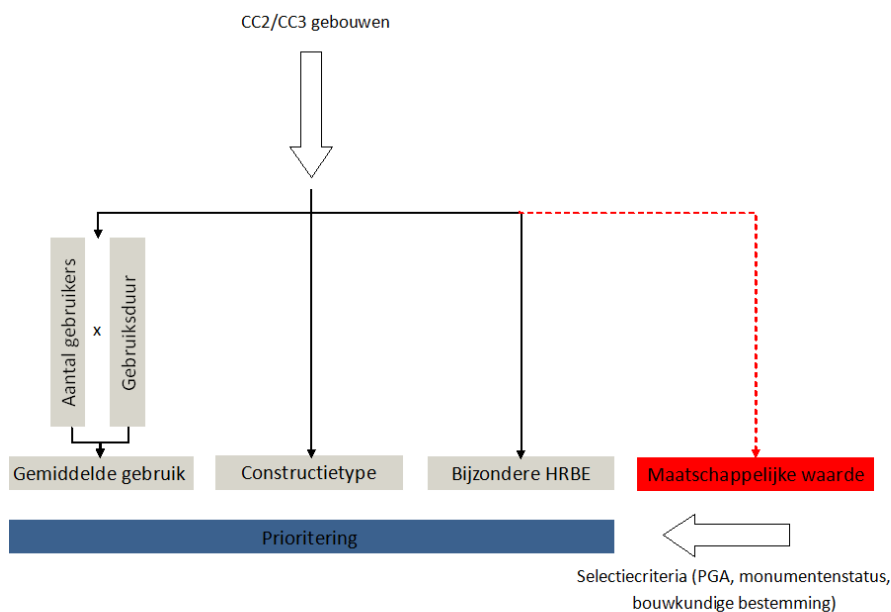 CC2/CC3 gebouwen
Aantal gebruikers
x
Gebruiksduur
Gemiddelde gebruik
Constructietype
Bijzondere HRBE
Maatschappelijke waarde
Prioritering
Selectiecriteria (PGA, monumentenstatus,
bouwkundige bestemming)